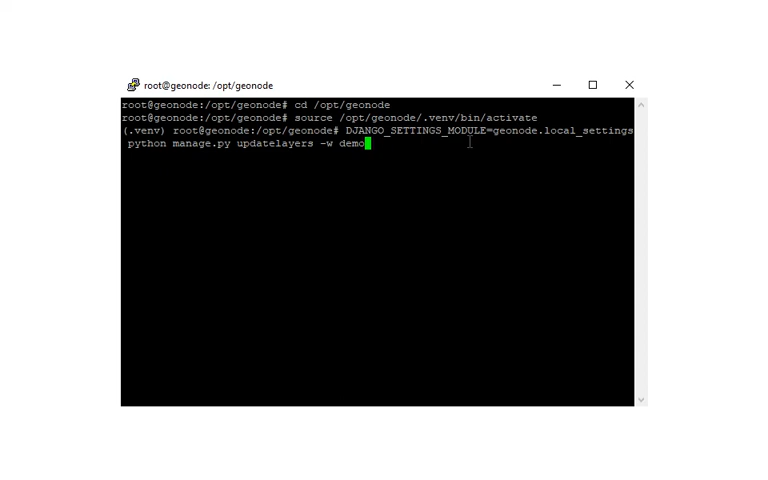 root@geonode: /opt/geonode
root@geonode:/opt/geonode# cd /opt/geonode
root@geonode:/opt/geonode# source /opt/geonode/.venv/bin/activate
(.venv) root@geonode:/opt/geonode# DJANGO_SETTINGS_MODULE=geonode.local_settings
python manage.py updatelayers -w demo